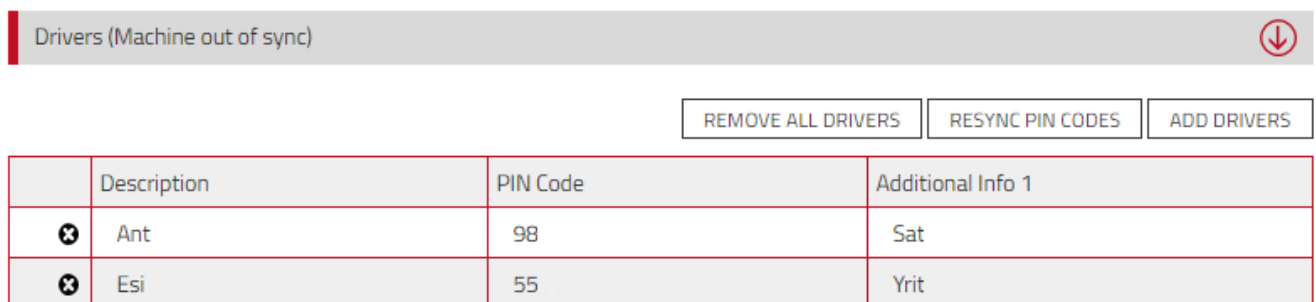 Drivers (Machine out of sync)
REMOVE ALL DRIVERS RESYNC PIN CODES ADD DRIVERS
Description PIN Code Additional Info 1
Ant 98 Sat
Esi 55 Yrit